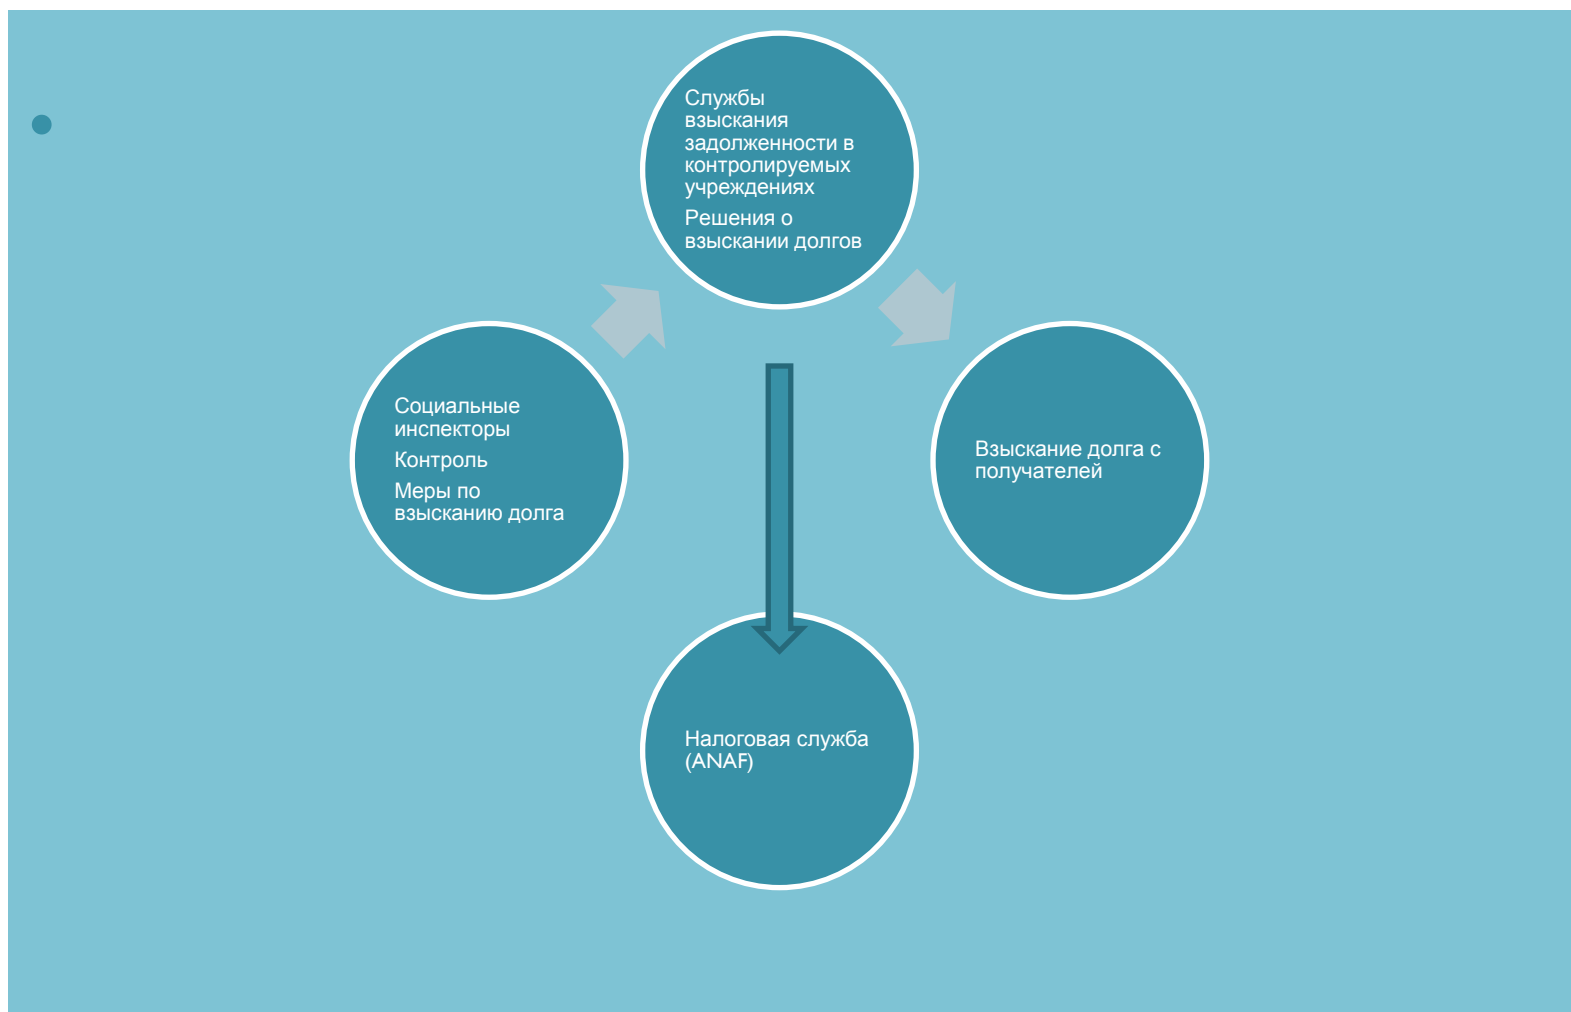 Службы
взыскания
задолженности в
контролируемых
учреждениях
Решения о
взыскании долгов
Социальные
инспекторы
Контроль
Меры по
взысканию долга
Взыскание долга с
получателей
Налоговая служба
(ANAF)